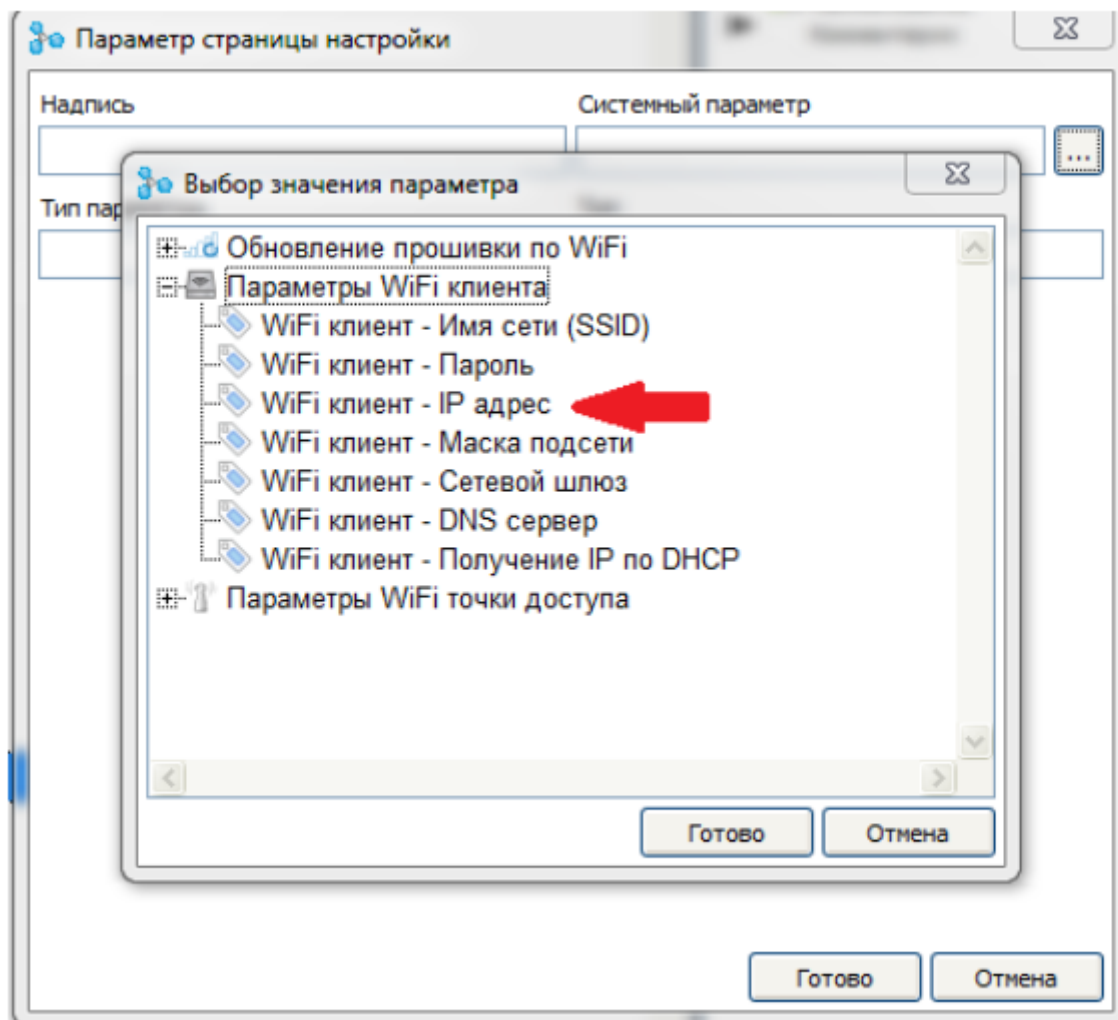 Параметр страницы настройки
Надпись
Системный параметр
...
Выбор значения параметра
Тип
Обновление прошивки по WiFi
Параметры WiFi клиента
WiFi клиент - Имя сети (SSID)
WiFi клиент - Пароль
WiFi клиент - IP адрес
WiFi клиент - Маска подсети
WiFi клиент - Сетевой шлюз
WiFi клиент - DNS сервер
WiFi клиент - Получение IP по DHCP
Параметры WiFi точки доступа
Готово Отмена
Готово Отмена